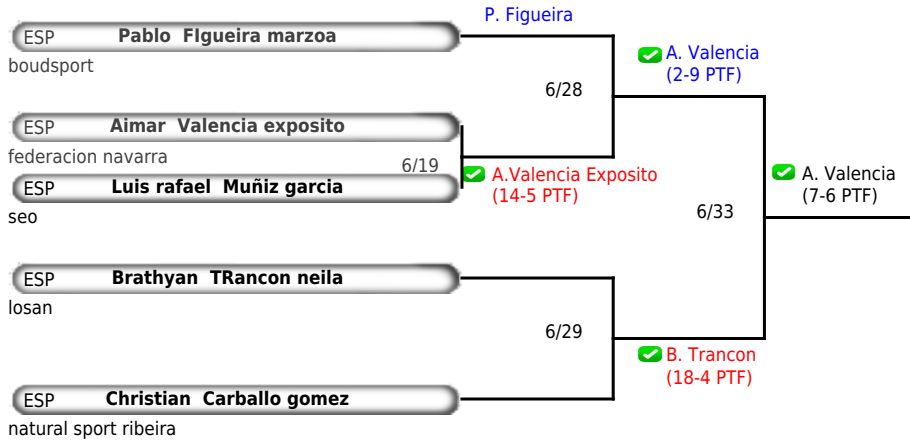 P. Figueira
ESP Pablo FIgueira marzoa
boudsport
A. Valencia
(2-9 PTF)
6/28
ESP Aimar Valencia exposito
federacion navarra
6/19
A.Valencia Exposito
(14-5 PTF)
A. Valencia
(7-6 PTF)
ESP Luis rafael Muñiz garcia
seo
6/33
ESP Brathyan TRancon neila
losan
6/29
B. Trancon
(18-4 PTF)
ESP Christian Carballo gomez
natural sport ribeira